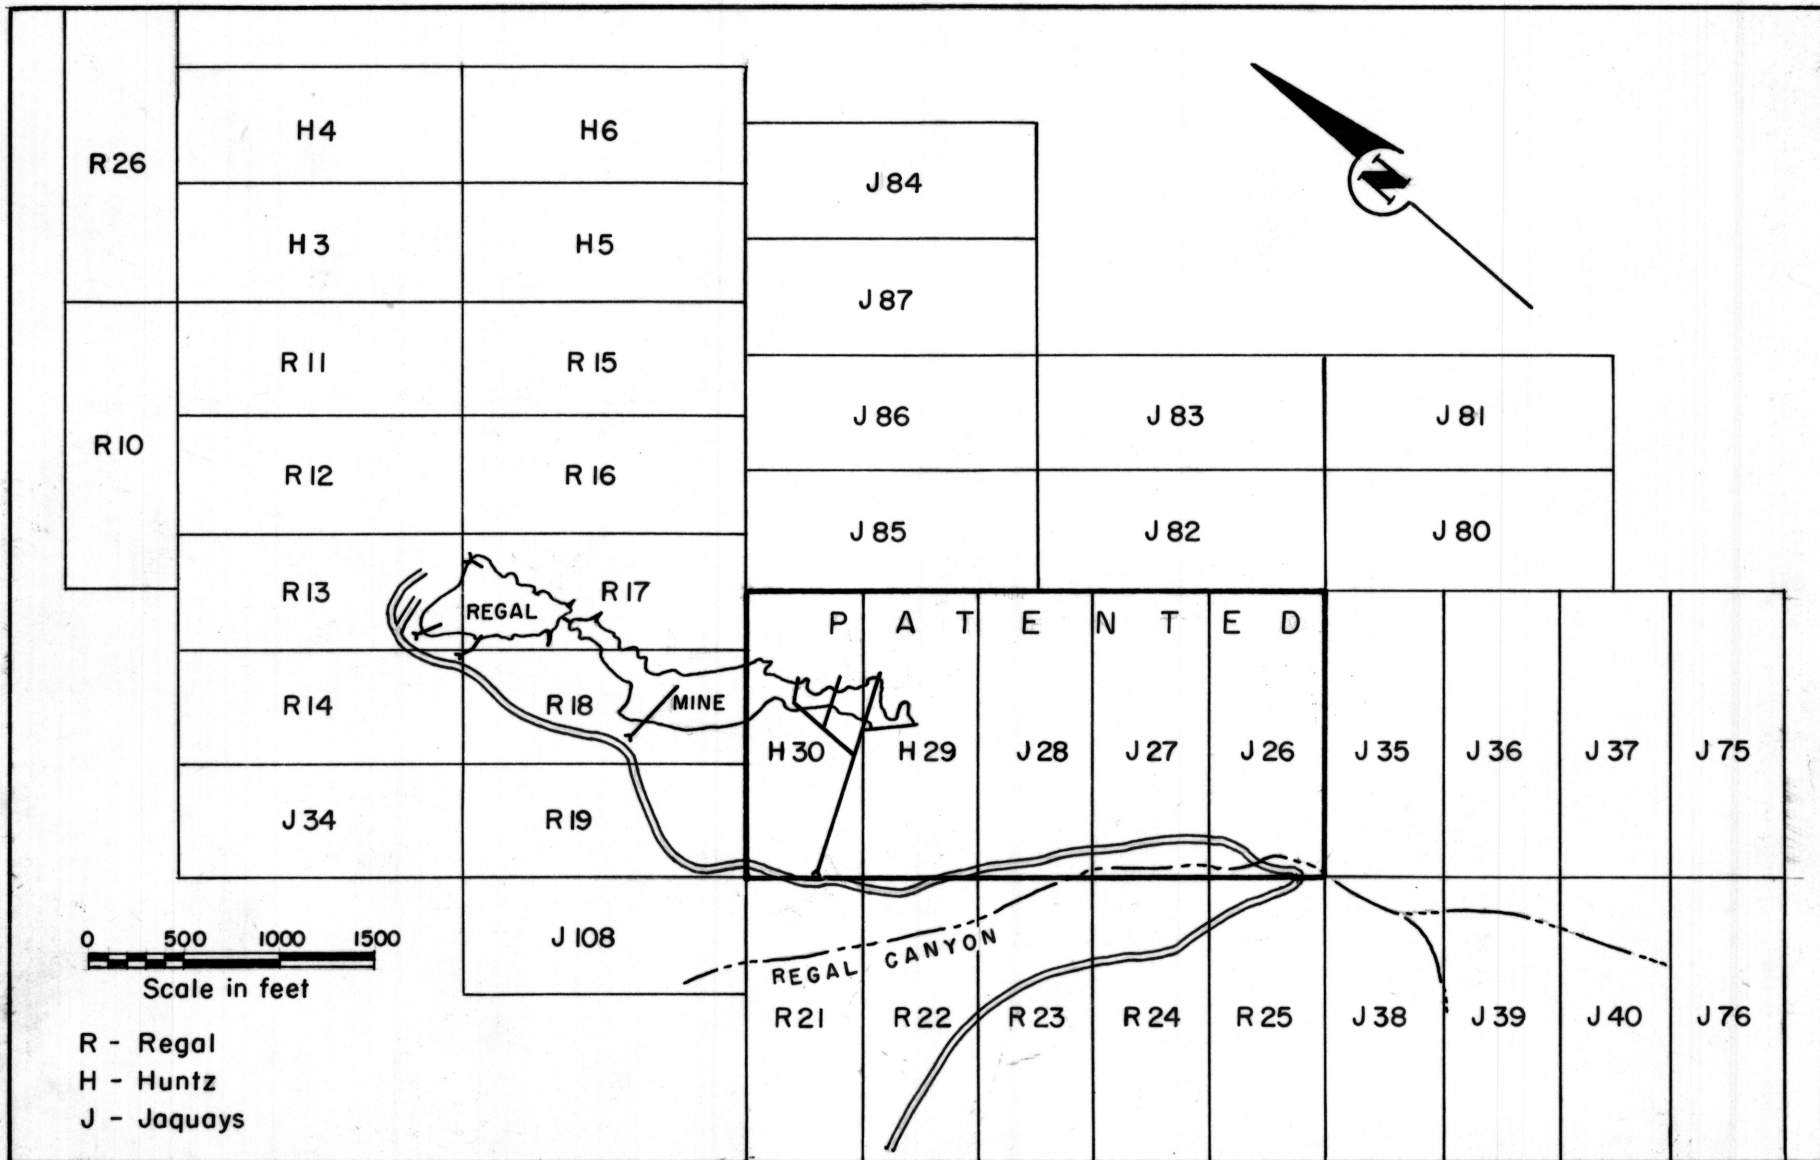 H4 H6
R26
J84
N
H3 H5
J87
R11 R15
J86 J83 J81
R10
R12 R16
J85 J82 J80
R13 REGAL R17
P A T E N T E D
R14 R18 MINE
H30 H29 J28 J27 J26 J35 J36 J37 J75
J34 R19
J108
REGAL CANYON
0 500 1000 1500
Scale in feet
R21 R22 R23 R24 R25 J38 J39 J40 J76
R - Regal
H - Huntz
J - Jaquays